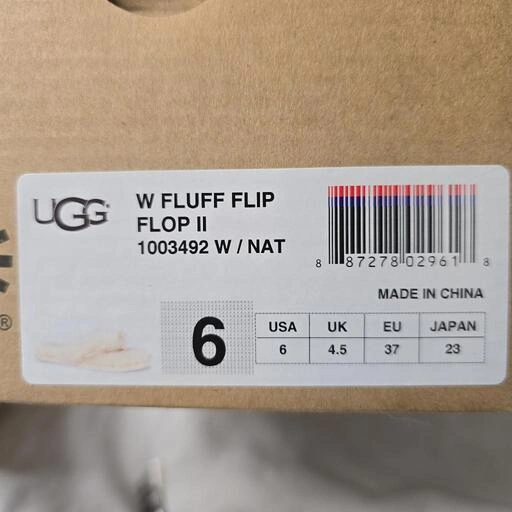 UGG®
W FLUFF FLIP
FLOP II
1003492 W / NAT
8 87278 02961 8
MADE IN CHINA
6
USA UK EU JAPAN
6 4.5 37 23
®